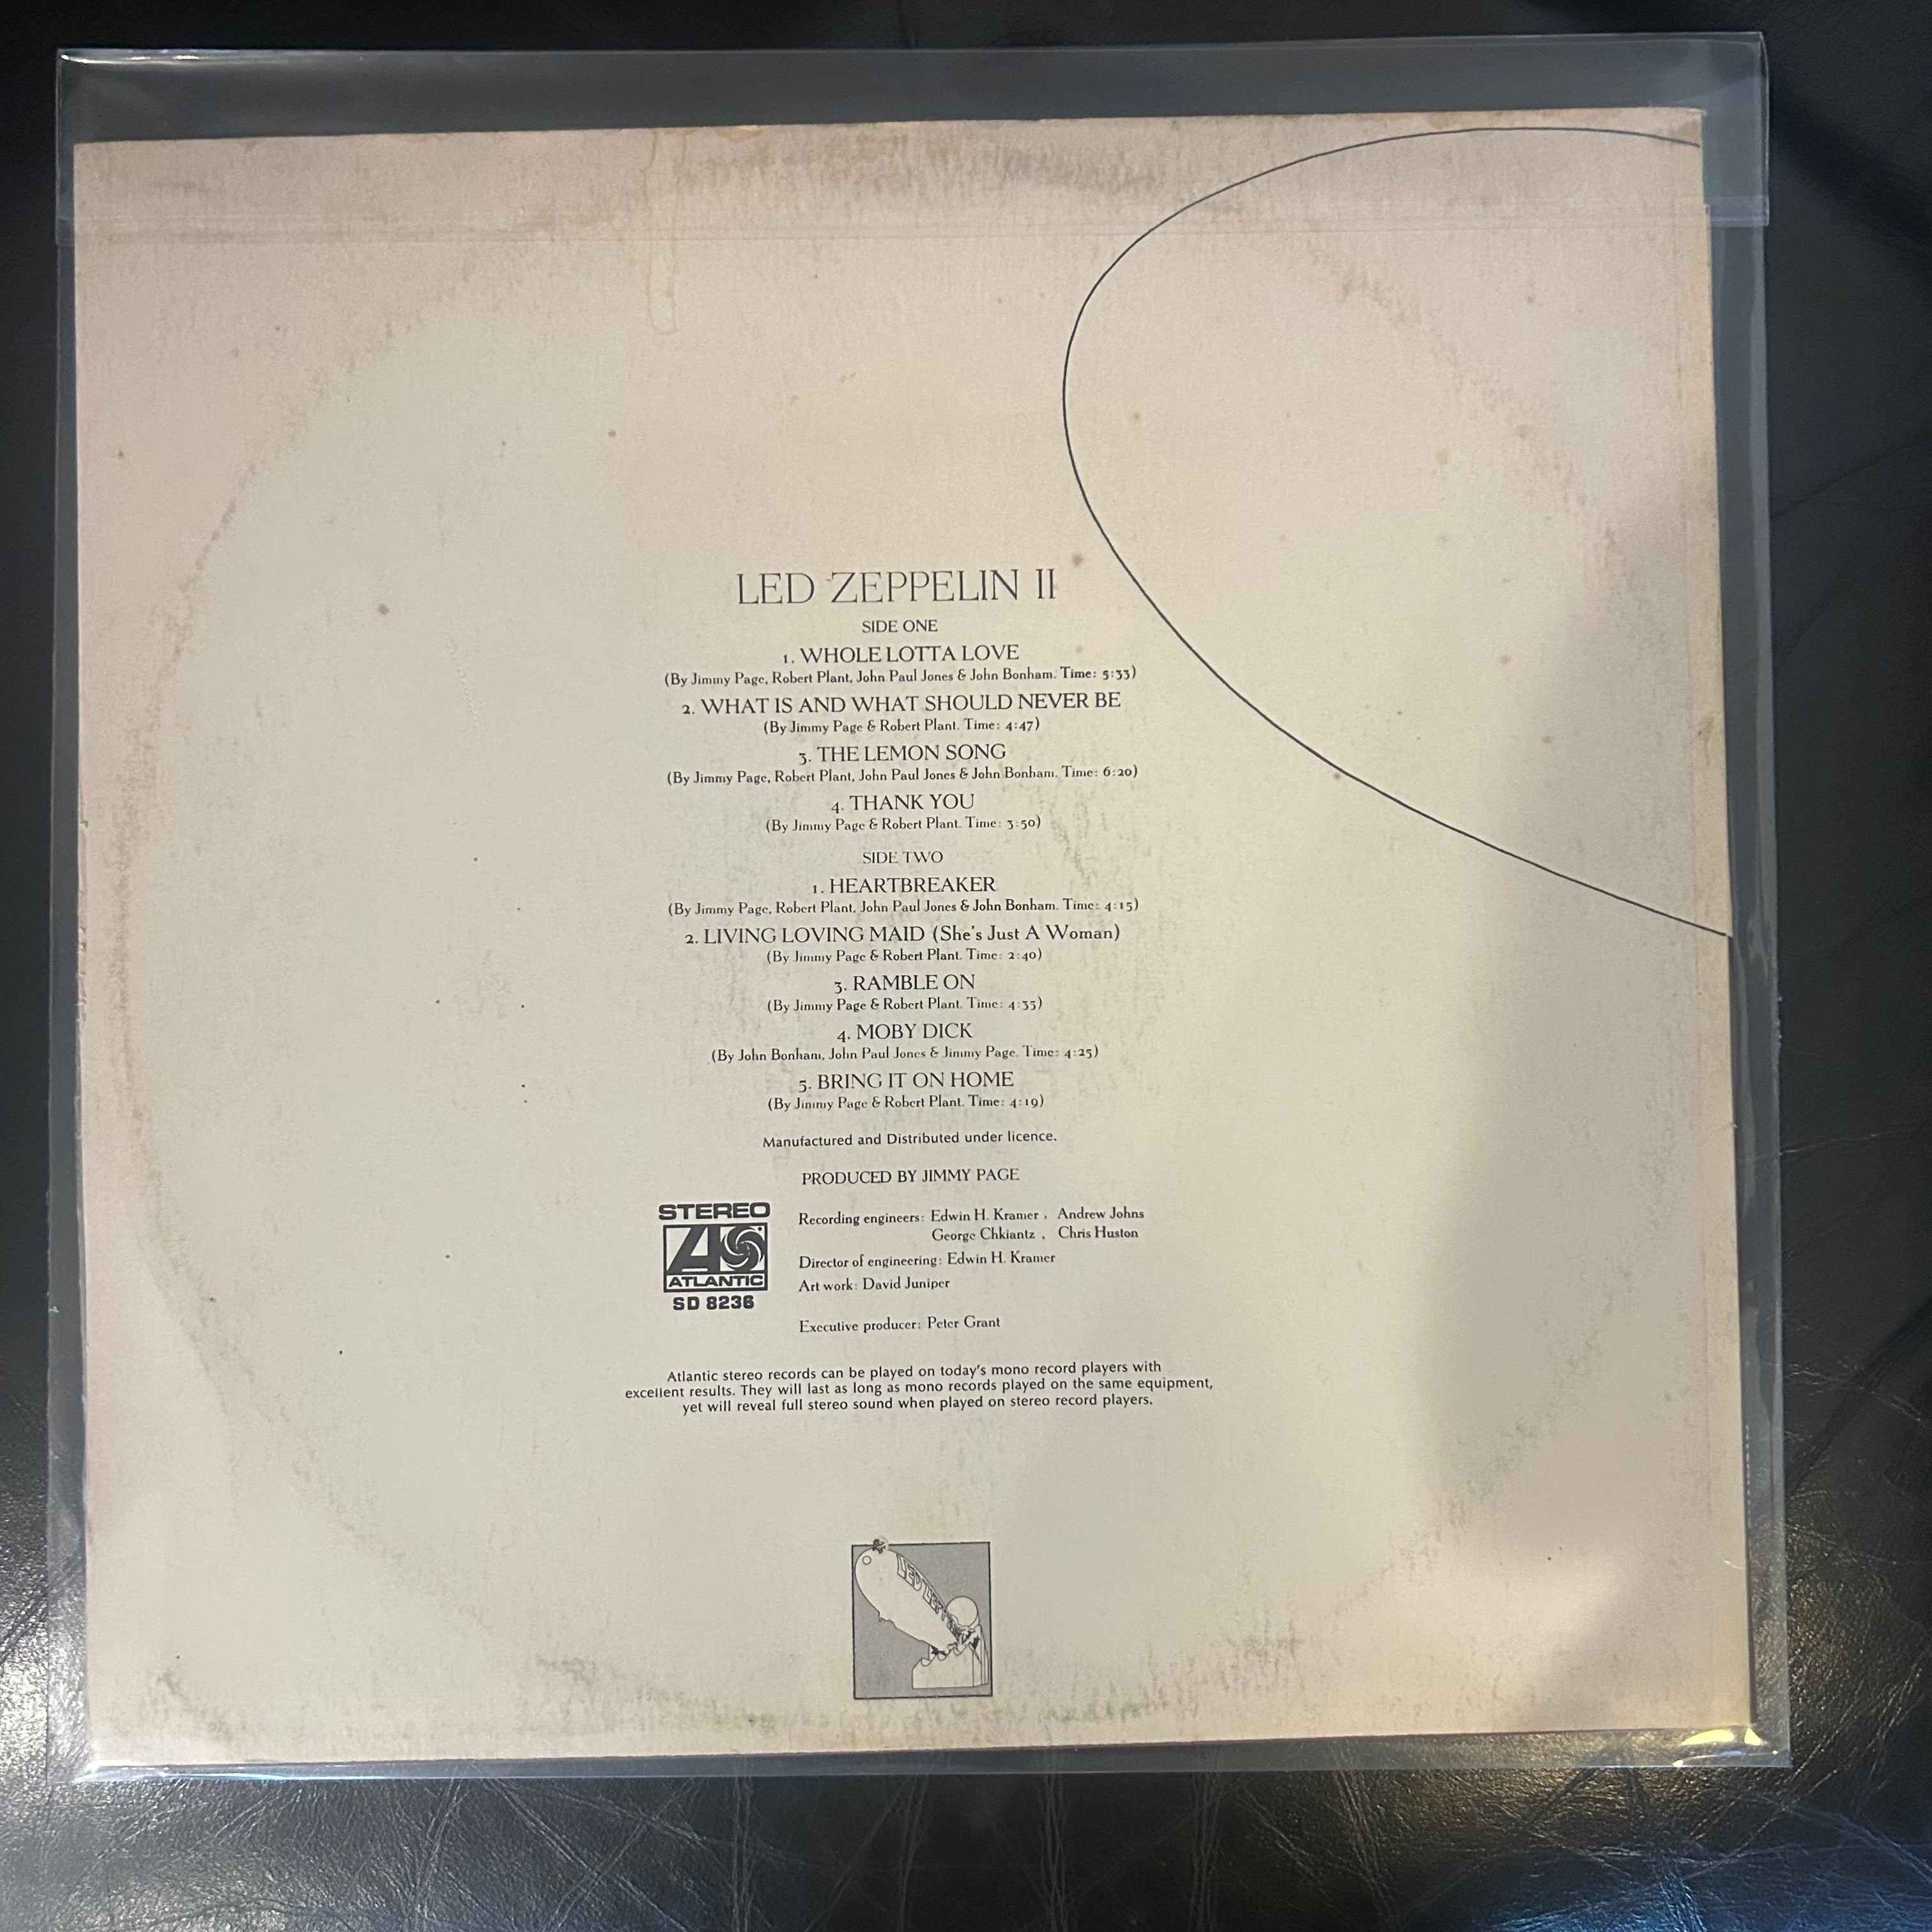 LED ZEPPELIN II
SIDE ONE
1. WHOLE LOTTA LOVE
(By Jimmy Page, Robert Plant, John Paul Jones & John Bonham. Time: 5:33)
2. WHAT IS AND WHAT SHOULD NEVER BE
(By Jimmy Page & Robert Plant. Time: 4:47)
3. THE LEMON SONG
(By Jimmy Page, Robert Plant, John Paul Jones & John Bonham. Time: 6:20)
4. THANK YOU
(By Jimmy Page & Robert Plant. Time: 3:50)
SIDE TWO
1. HEARTBREAKER
(By Jimmy Page, Robert Plant, John Paul Jones & John Bonham. Time: 4:15)
2. LIVING LOVING MAID (She's Just A Woman)
(By Jimmy Page & Robert Plant. Time: 2:40)
3. RAMBLE ON
(By Jimmy Page & Robert Plant. Time: 4:35)
4. MOBY DICK
(By John Bonham, John Paul Jones & Jimmy Page. Time: 4:25)
5. BRING IT ON HOME
(By Jimmy Page & Robert Plant. Time: 4:19)
Manufactured and Distributed under licence.
PRODUCED BY JIMMY PAGE
STEREO
ATLANTIC
SD 8236
Recording engineers: Edwin H. Kramer , Andrew Johns
George Chkiantz , Chris Huston
Director of engineering: Edwin H. Kramer
Art work: David Juniper
Executive producer: Peter Grant
Atlantic stereo records can be played on today's mono record players with
excellent results. They will last as long as mono records played on the same equipment,
yet will reveal full stereo sound when played on stereo record players.
LED ZEPP